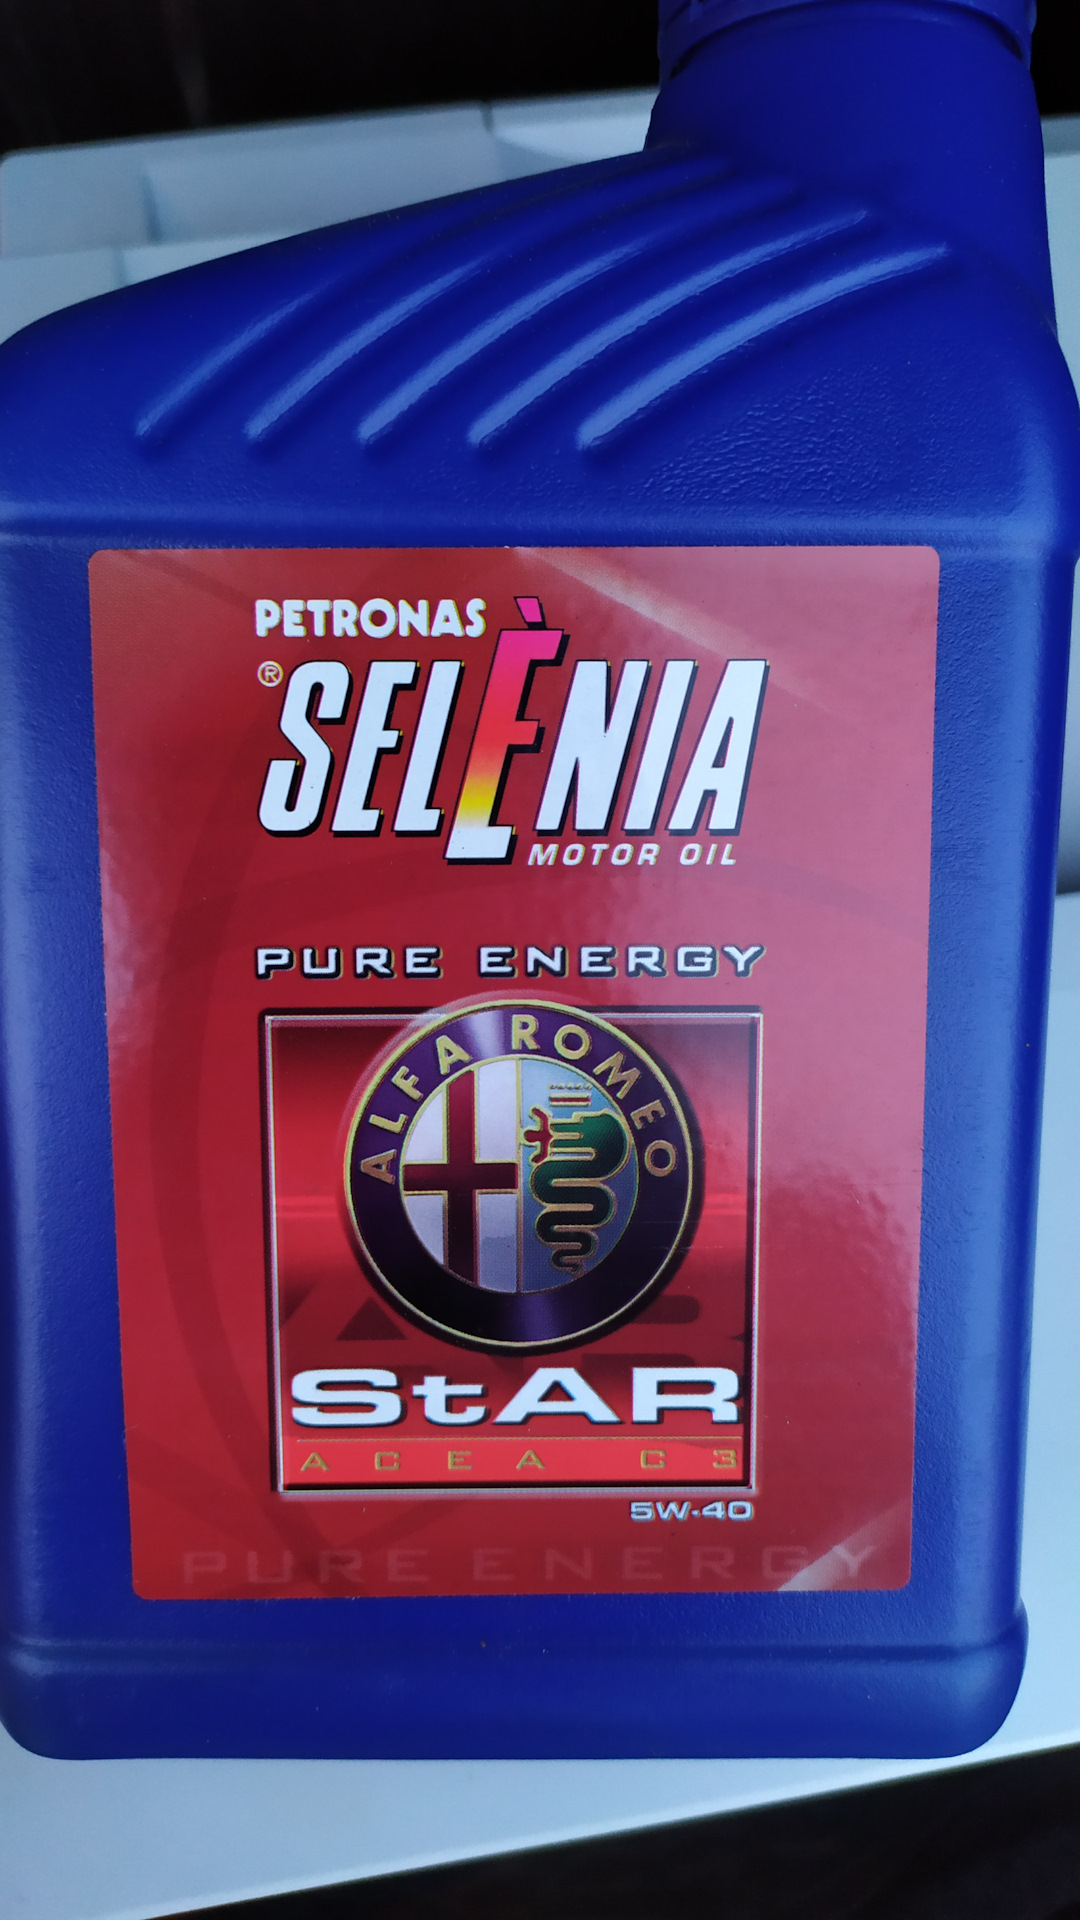 PETRONAS
® SELÈNIA
MOTOR OIL
PURE ENERGY
ALFA ROMEO
StAR
ACEA C3
5W-40
PURE ENERGY